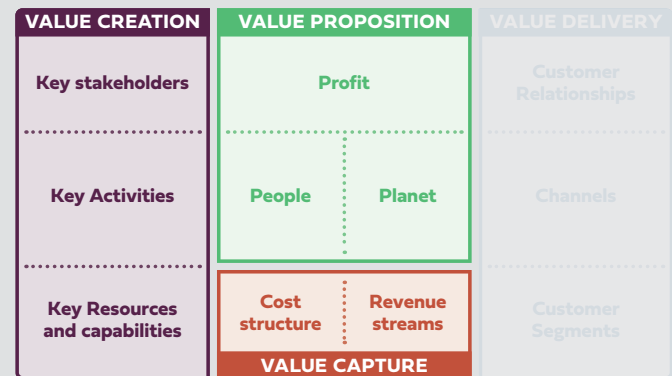 VALUE CREATION
Key stakeholders
Key Activities
Key Resources
and capabilities
VALUE PROPOSITION
Profit
People
Planet
Cost
structure
Revenue
streams
VALUE CAPTURE
VALUE DELIVERY
Customer
Relationships
Channels
Customer
Segments